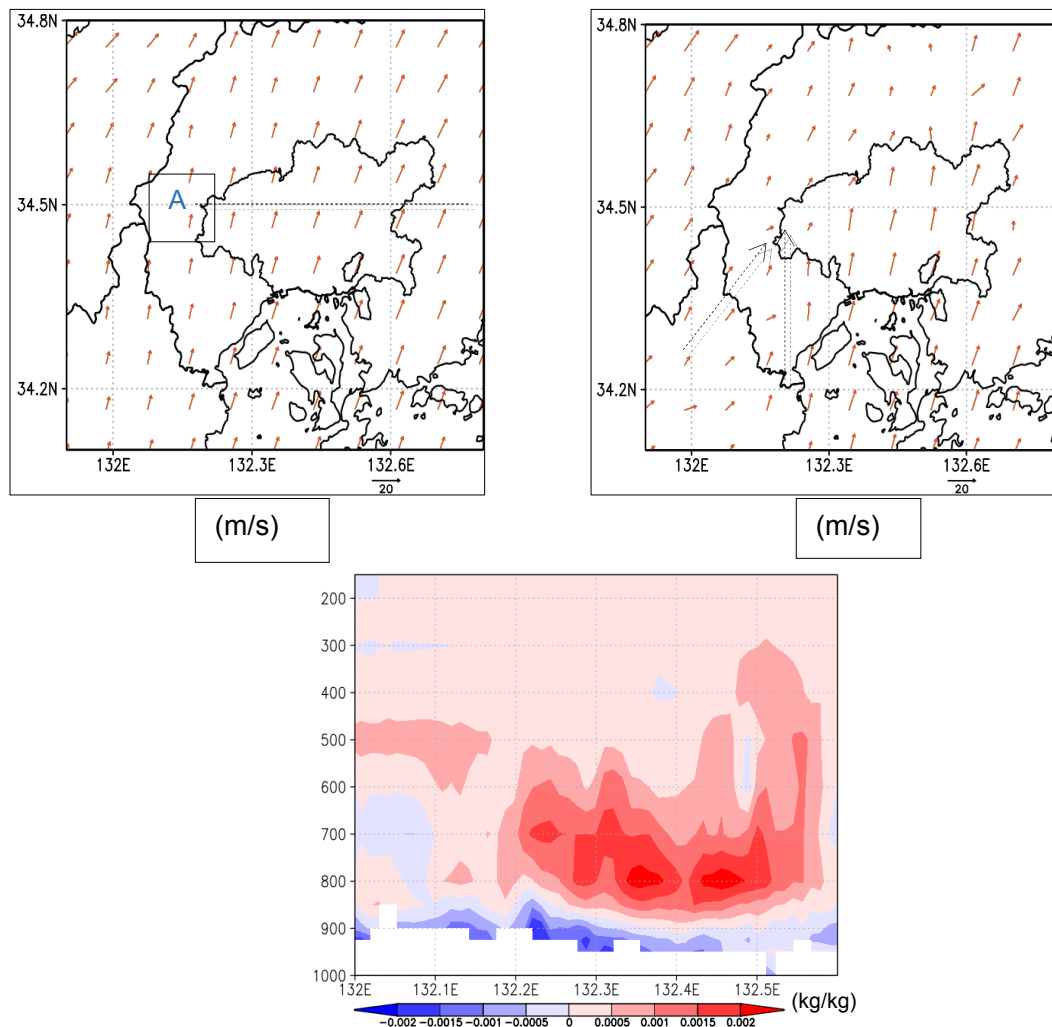 34.8N
A
34.5N
34.2N
132E 132.3E 132.6E
20
(m/s)
34.8N
34.5N
34.2N
132E 132.3E 132.6E
20
(m/s)
200
300
400
500
600
700
800
900
1000
132E 132.1E 132.2E 132.3E 132.4E 132.5E
-0.002 -0.0015 -0.001 -0.0005 0 0.0005 0.001 0.0015 0.002
(kg/kg)